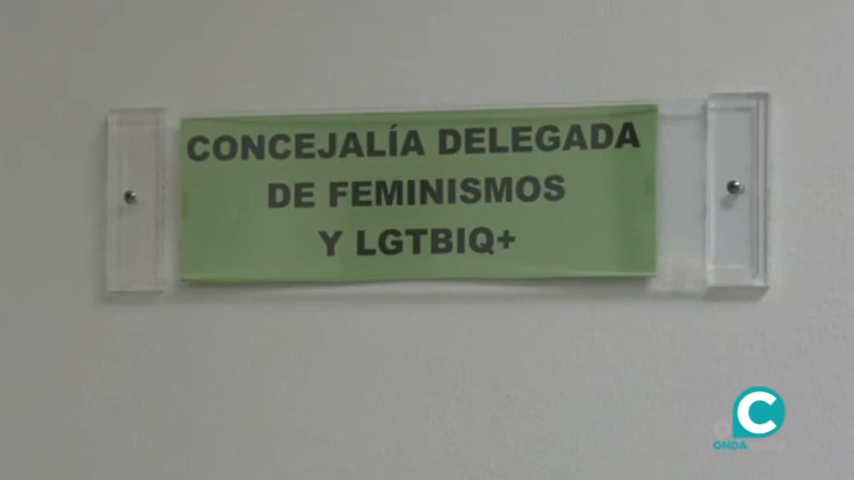 CONCEJALÍA DELEGADA
DE FEMINISMOS
Y LGTBIQ+
C
ONDA